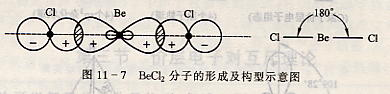 Cl Be Cl
180°
− + + + + −
Cl — Be — Cl
图 11-7 BeCl₂ 分子的形成及构型示意图